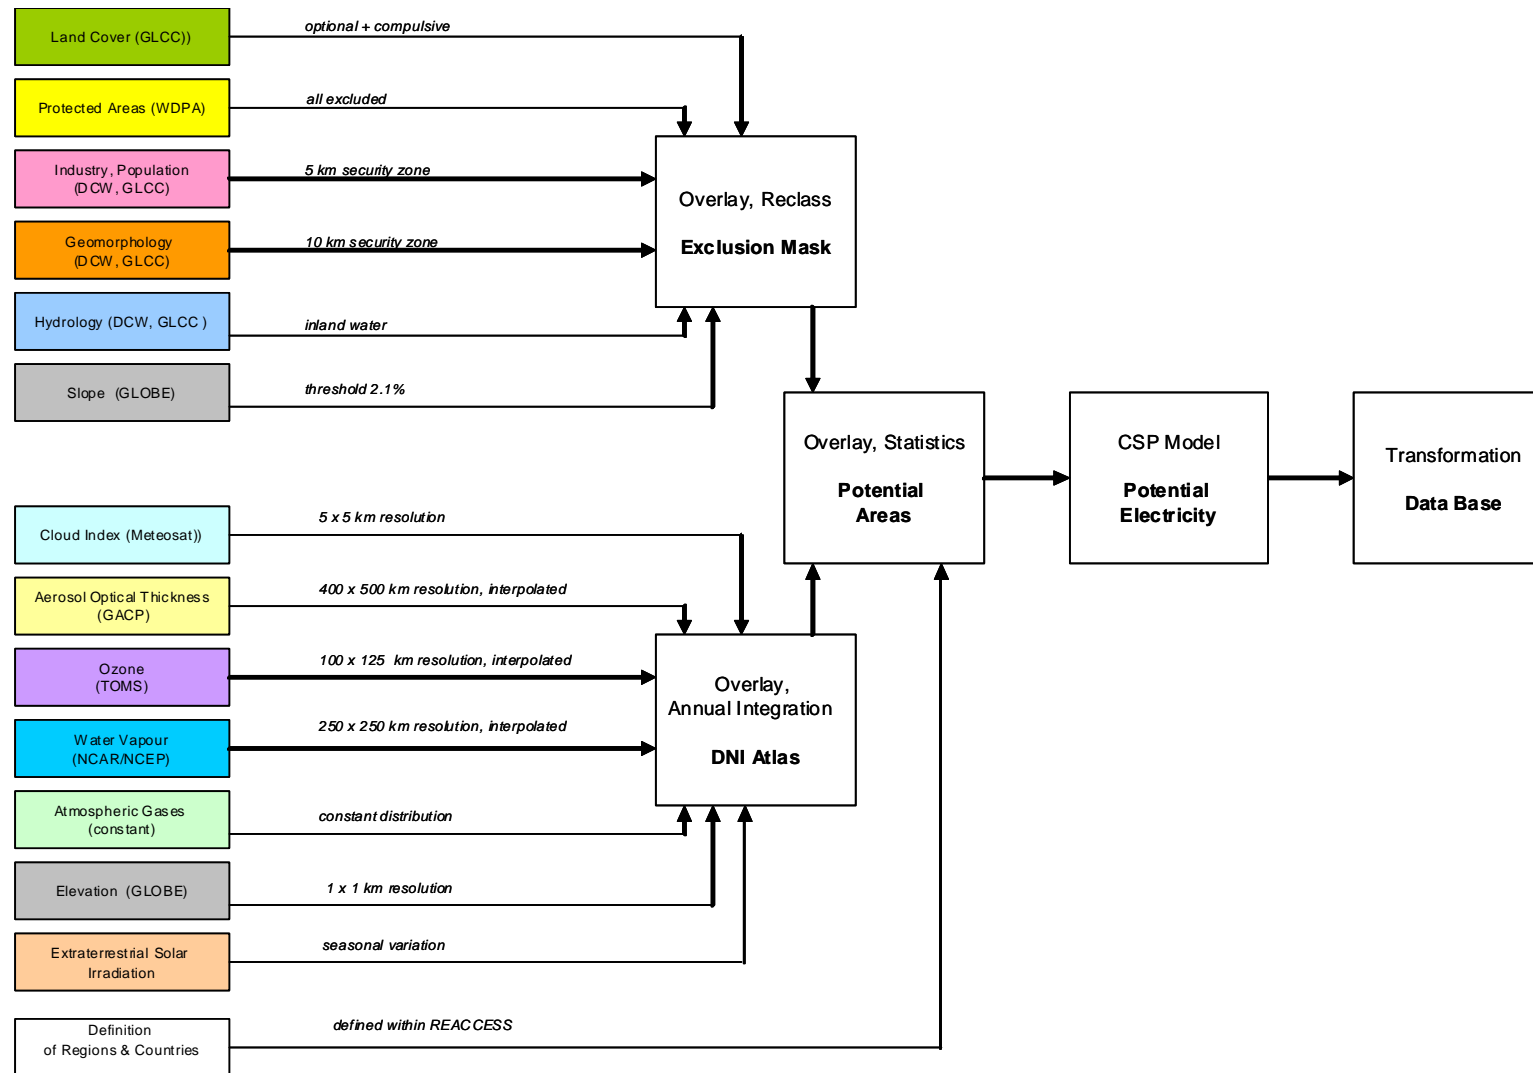 Land Cover (GLCC))
optional + compulsive
Protected Areas (WDPA)
all excluded
Industry, Population
(DCW, GLCC)
5 km security zone
Geomorphology
(DCW, GLCC)
10 km security zone
Hydrology (DCW, GLCC )
inland water
Slope (GLOBE)
threshold 2.1%
Overlay, Reclass
Exclusion Mask
Overlay, Statistics
Potential
Areas
CSP Model
Potential
Electricity
Transformation
Data Base
Cloud Index (Meteosat))
5 x 5 km resolution
Aerosol Optical Thickness
(GACP)
400 x 500 km resolution, interpolated
Ozone
(TOMS)
100 x 125 km resolution, interpolated
Water Vapour
(NCAR/NCEP)
250 x 250 km resolution, interpolated
Atmospheric Gases
(constant)
constant distribution
Elevation (GLOBE)
1 x 1 km resolution
Extraterrestrial Solar
Irradiation
seasonal variation
Overlay,
Annual Integration
DNI Atlas
Definition
of Regions & Countries
defined within REACCESS